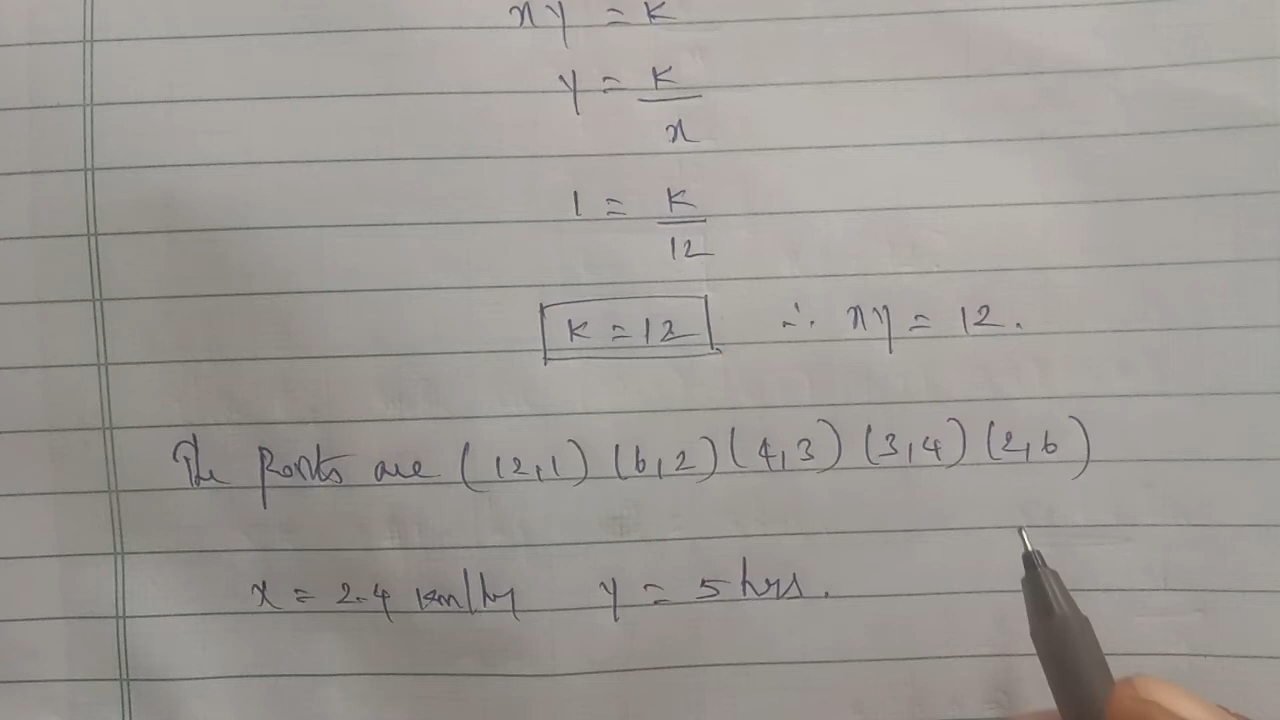 xy = K
y = K
x
1 = K
12
K = 12 ∴ xy = 12.
The Points are (12,1) (6,2) (4,3) (3,4) (2,6)
x = 2.4 km/hr y = 5 hrs.